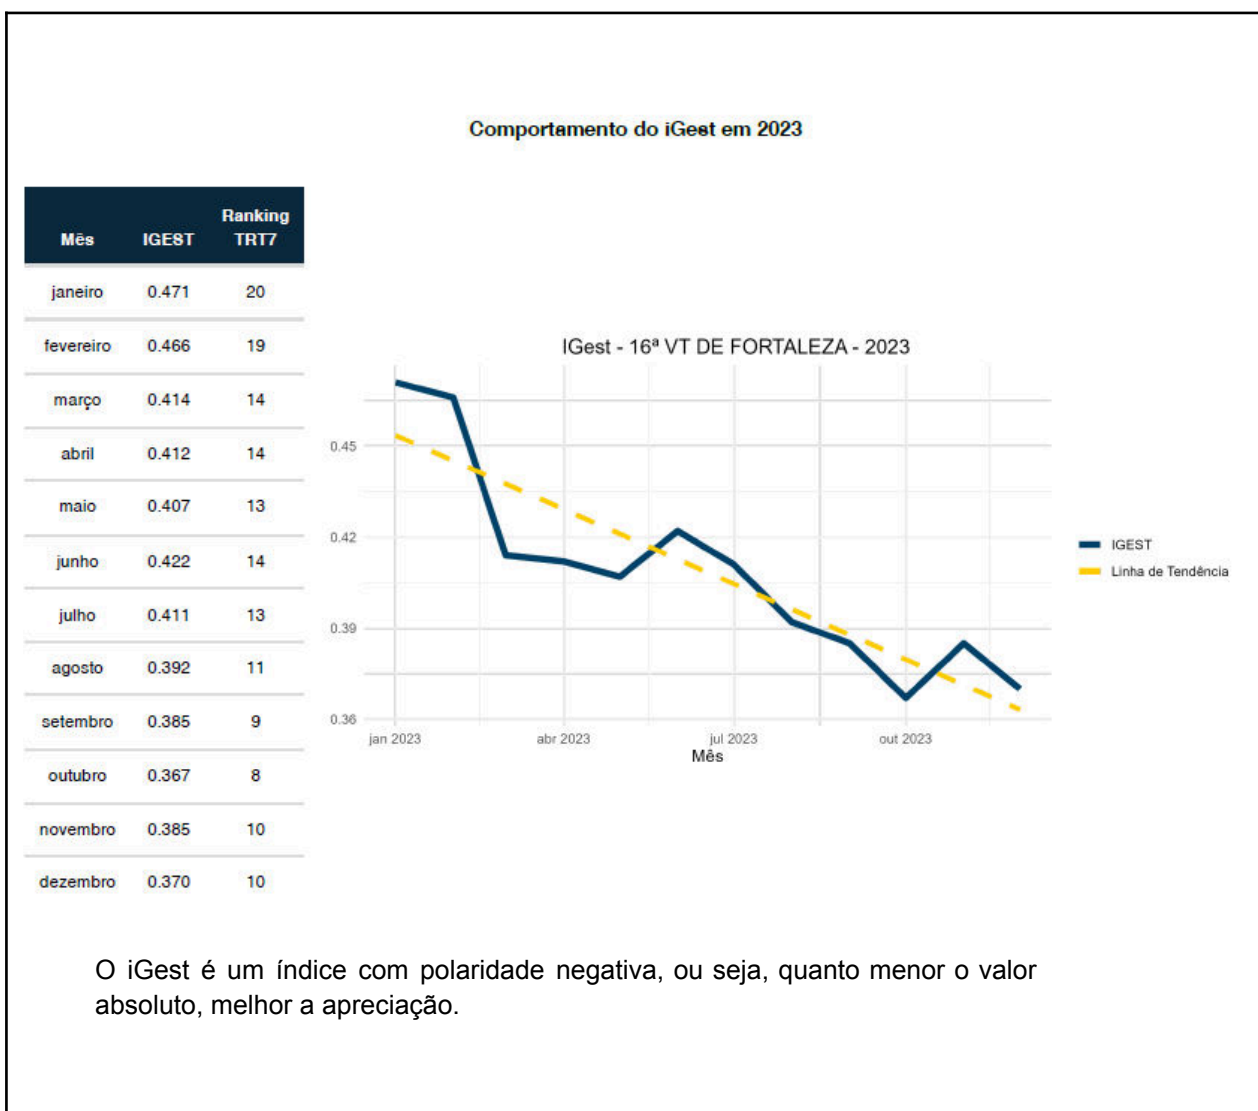 Comportamento do iGest em 2023
Mês IGEST Ranking TRT7
janeiro 0.471 20
fevereiro 0.466 19
março 0.414 14
abril 0.412 14
maio 0.407 13
junho 0.422 14
julho 0.411 13
agosto 0.392 11
setembro 0.385 9
outubro 0.367 8
novembro 0.385 10
dezembro 0.370 10
IGest - 16ª VT DE FORTALEZA - 2023
0.45
0.42
0.39
0.36
jan 2023 abr 2023 jul 2023 out 2023
Mês
IGEST
Linha de Tendência
O iGest é um índice com polaridade negativa, ou seja, quanto menor o valor
absoluto, melhor a apreciação.